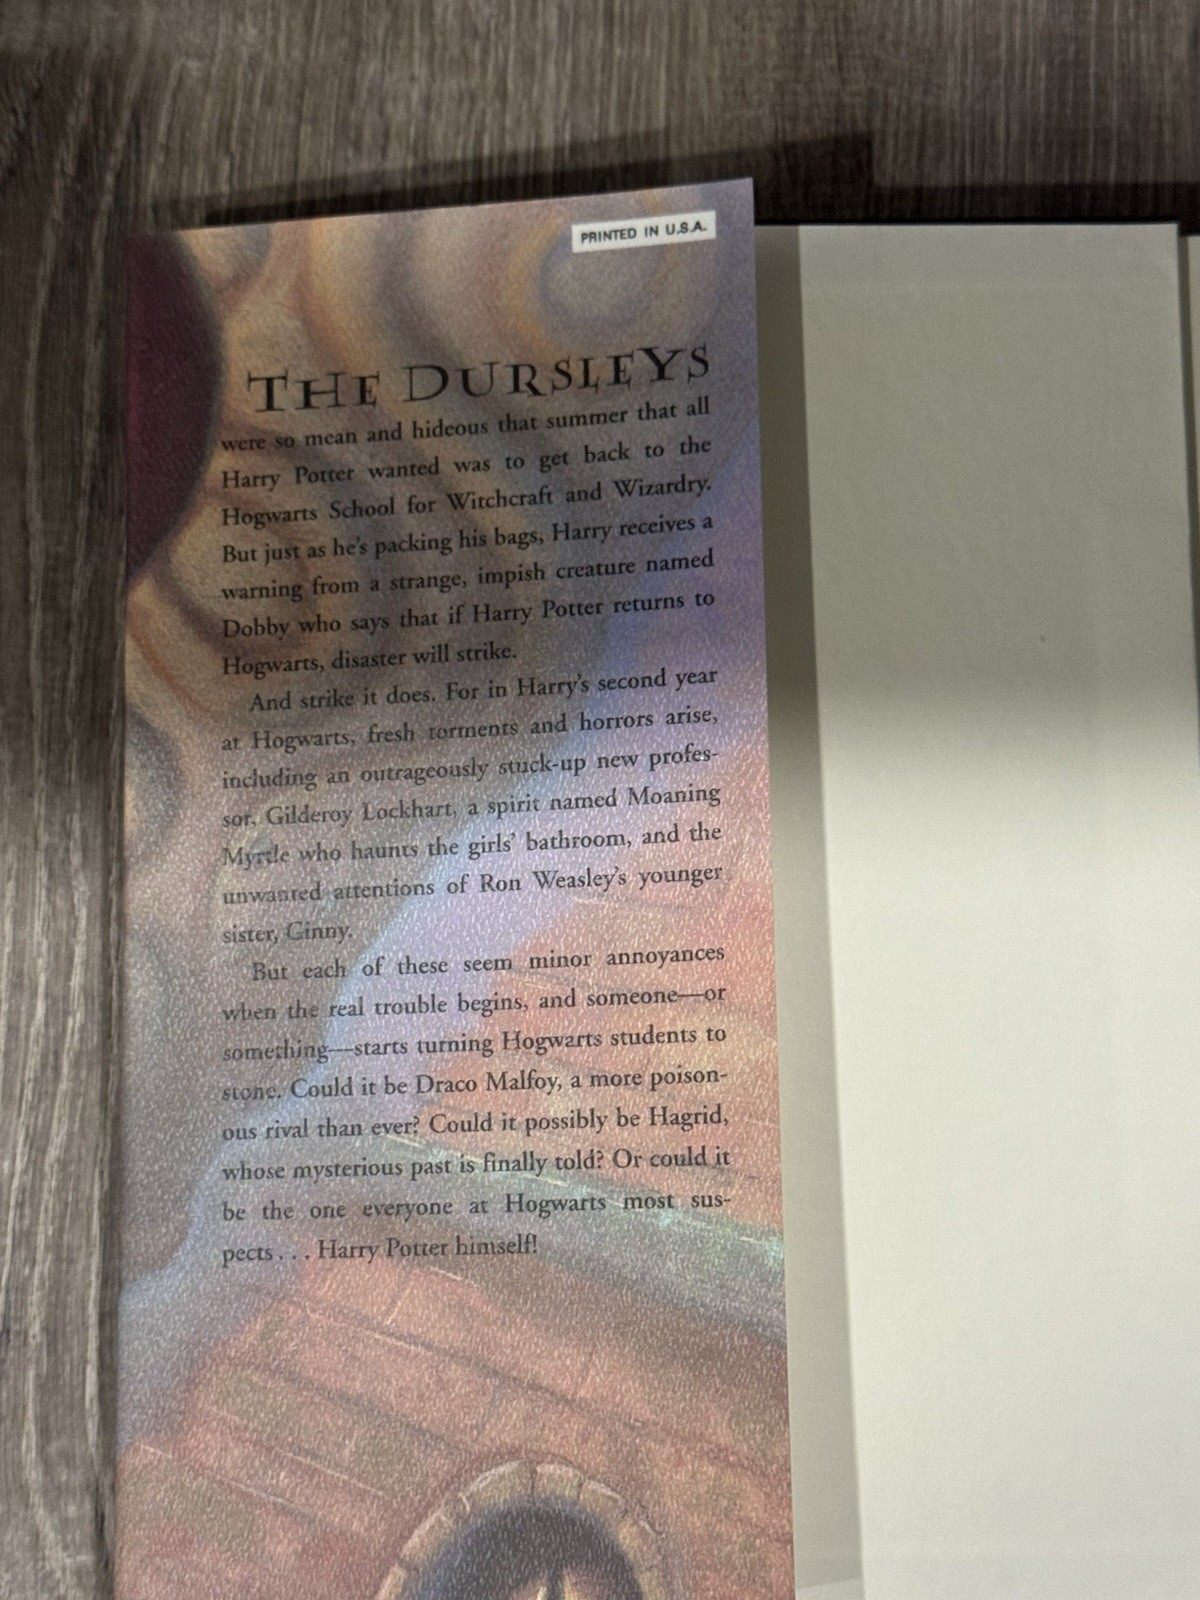 PRINTED IN U.S.A.
THE DURSLEYS
were so mean and hideous that summer that all
Harry Potter wanted was to get back to the
Hogwarts School for Witchcraft and Wizardry.
But just as he's packing his bags, Harry receives a
warning from a strange, impish creature named
Dobby who says that if Harry Potter returns to
Hogwarts, disaster will strike.
And strike it does. For in Harry's second year
at Hogwarts, fresh torments and horrors arise,
including an outrageously stuck-up new profes-
sor, Gilderoy Lockhart, a spirit named Moaning
Myrtle who haunts the girls' bathroom, and the
unwanted attentions of Ron Weasley's younger
sister, Ginny.
But each of these seem minor annoyances
when the real trouble begins, and someone—or
something—starts turning Hogwarts students to
stone. Could it be Draco Malfoy, a more poison-
ous rival than ever? Could it possibly be Hagrid,
whose mysterious past is finally told? Or could it
be the one everyone at Hogwarts most sus-
pects . . . Harry Potter himself!